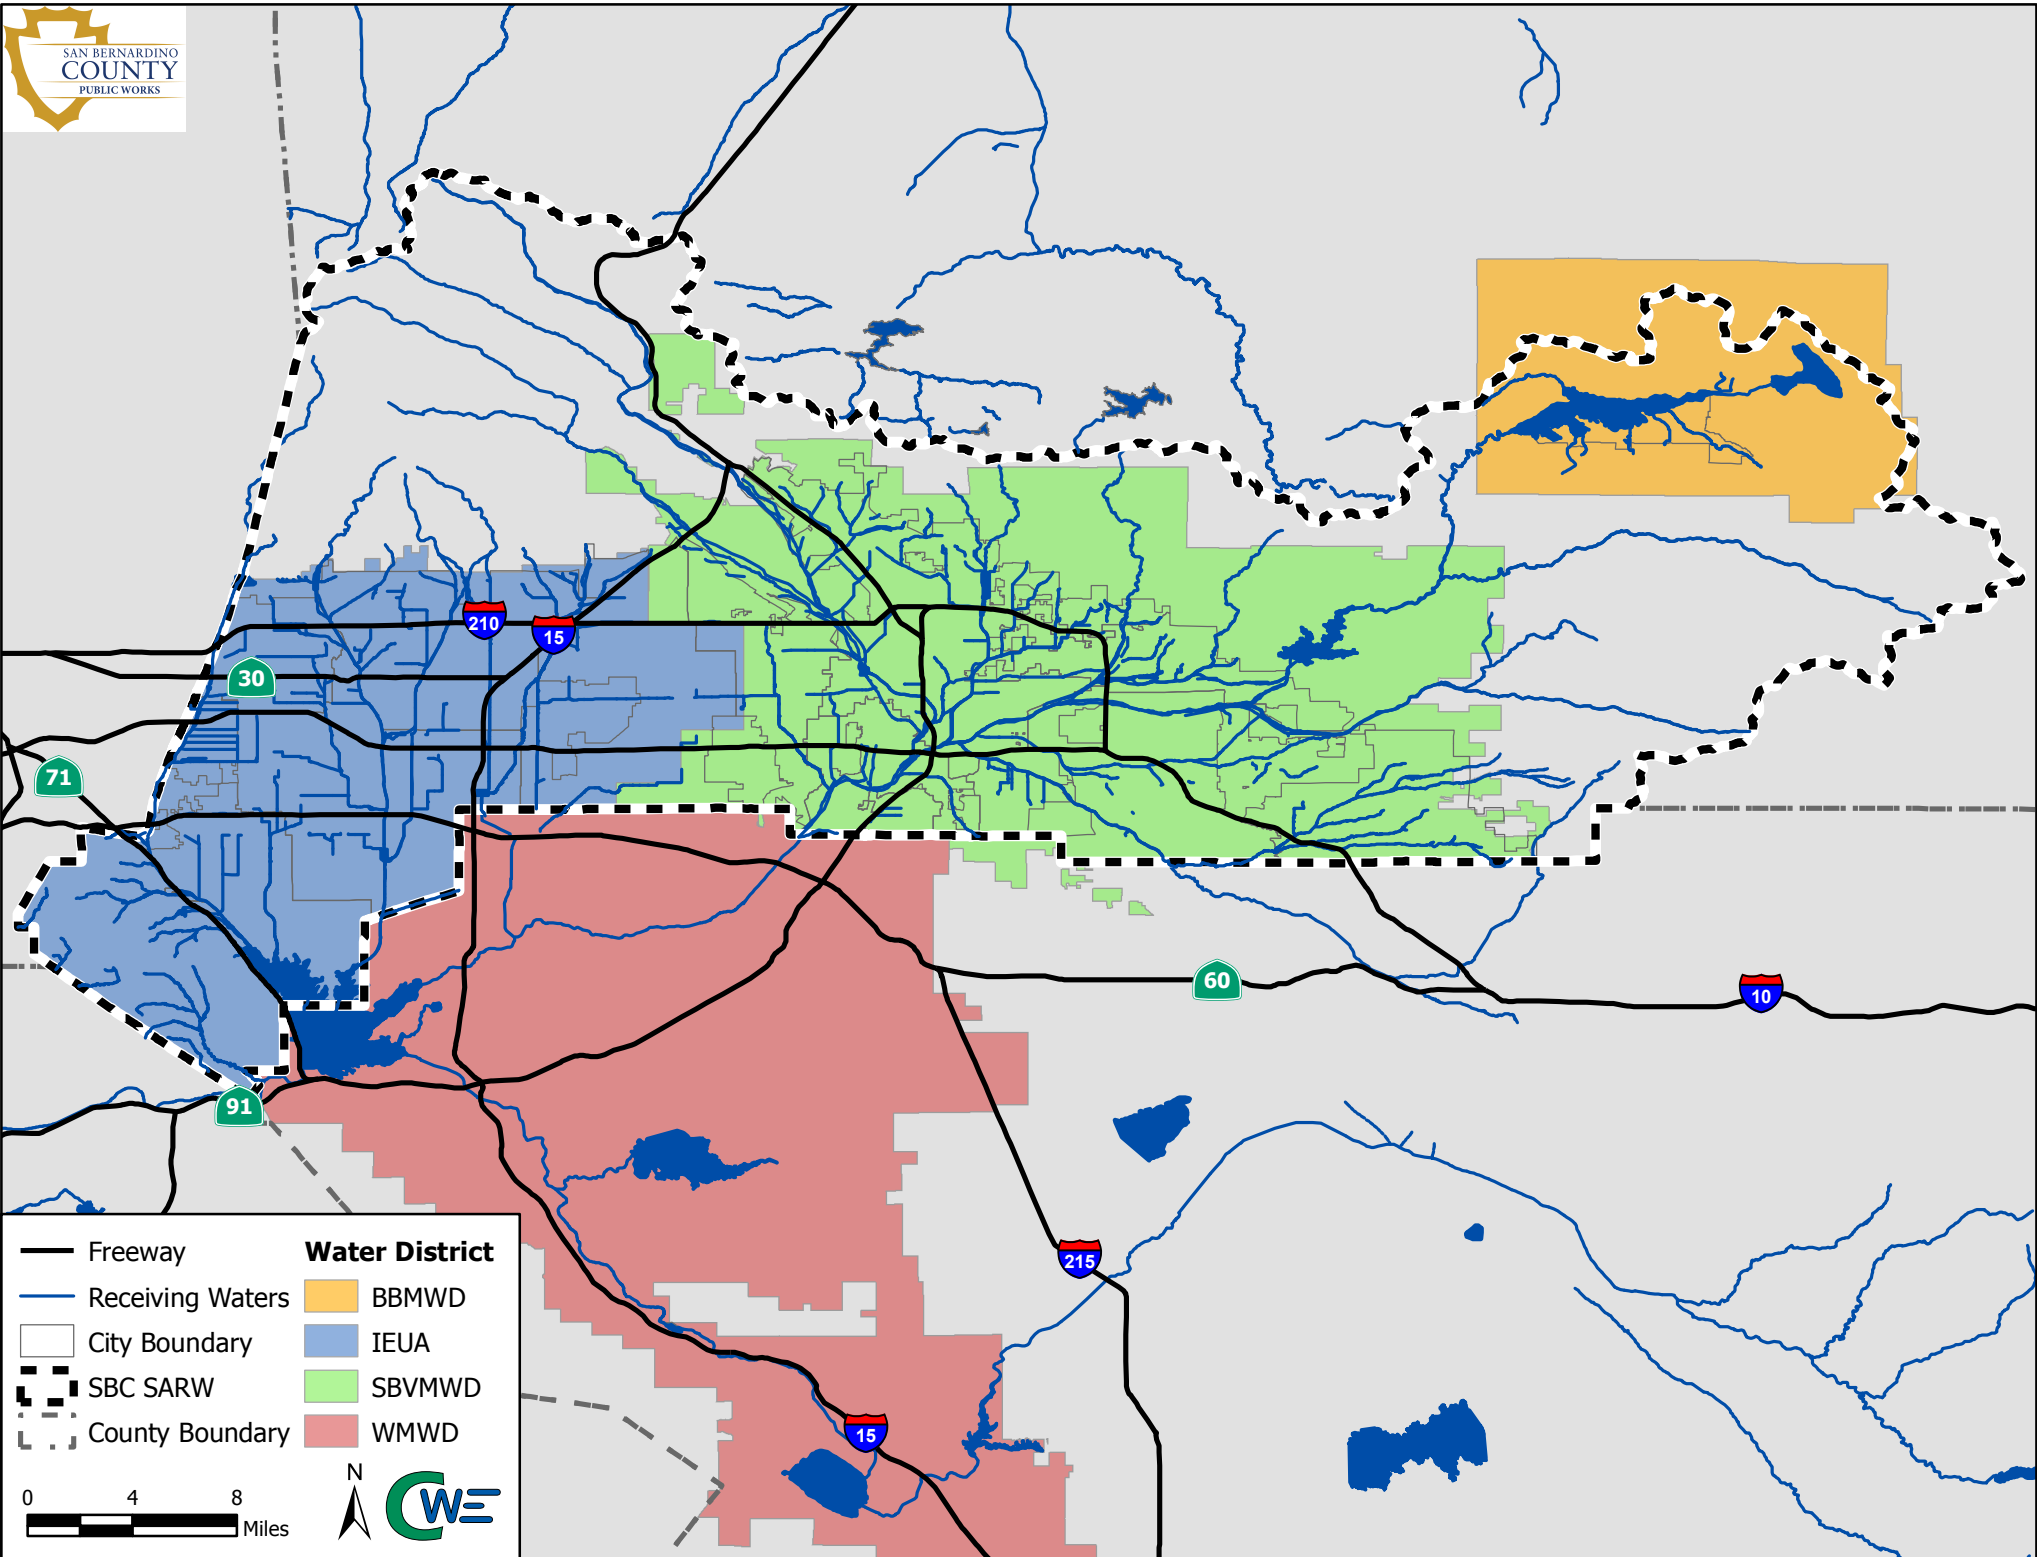 SAN BERNARDINO
COUNTY
PUBLIC WORKS
210
15
30
71
60
10
91
215
15
Freeway
Receiving Waters
City Boundary
SBC SARW
County Boundary
Water District
BBMWD
IEUA
SBVMWD
WMWD
0 4 8
Miles
N
CWE